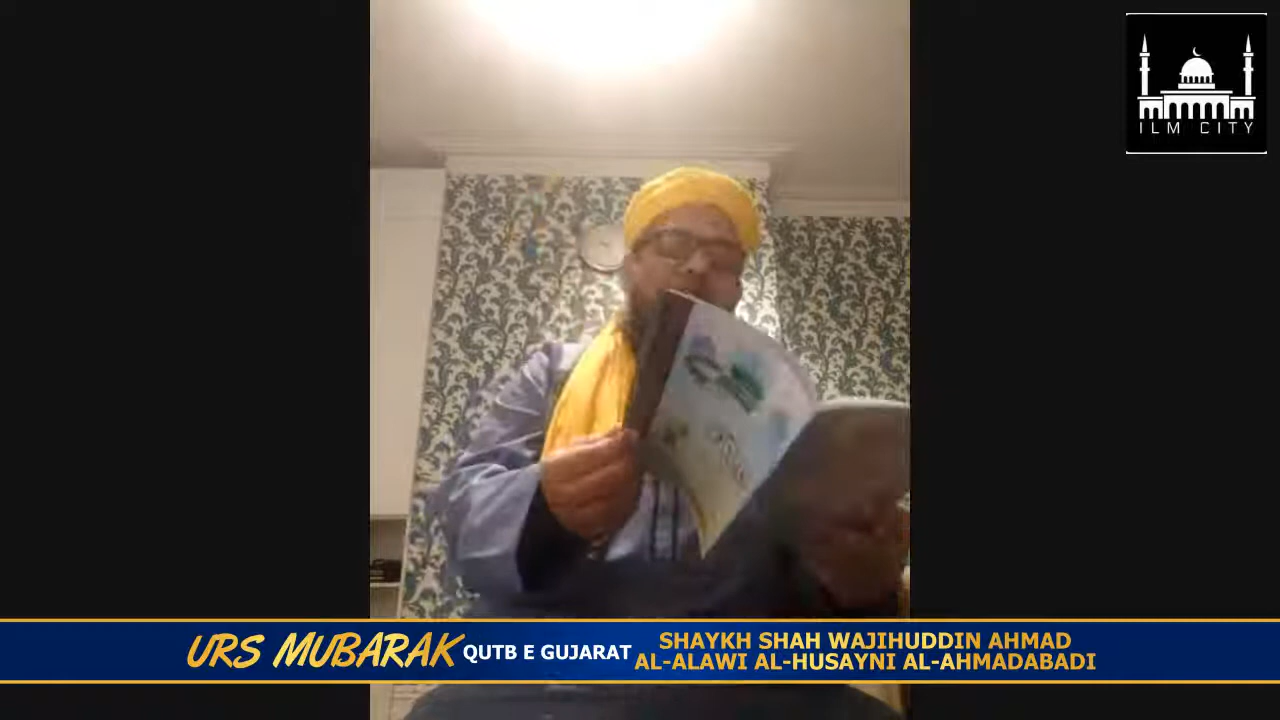 ILM CITY
URS MUBARAK
QUTB E GUJARAT
SHAYKH SHAH WAJIHUDDIN AHMAD
AL-ALAWI AL-HUSAYNI AL-AHMADABADI